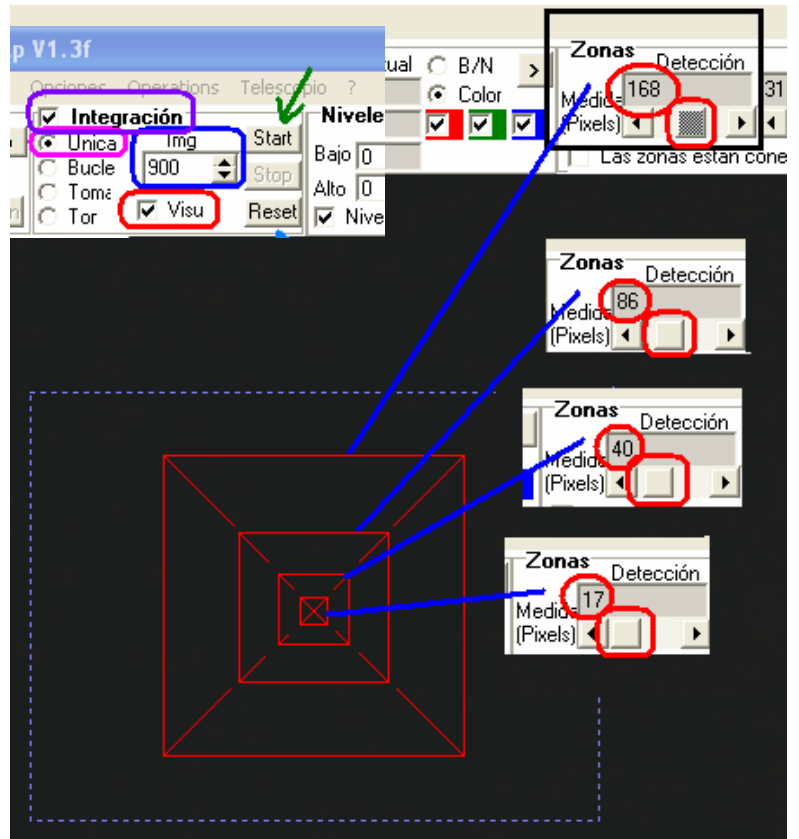 p V1.3f
Opciones Operations Telescopio ?
Integración
Unica
Bucle
Toma
Tor
Img
900
Visu
Start
Stop
Reset
Nivele
Bajo 0
Alto 0
Nive
tual
B/N
Color
>
Zonas
Detección
Medida
(Pixels)
168
31
Las zonas estan cone
Zonas
Detección
86
Medida
(Pixels)
Zonas
Detección
40
Medida
(Pixels)
Zonas
Detección
17
Medida
(Pixels)